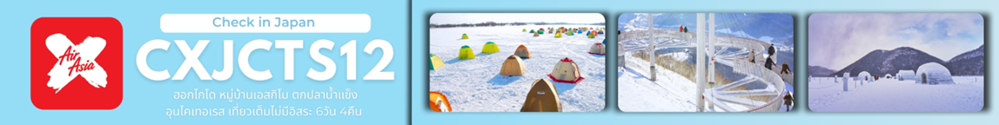 Check in Japan
Air
Asia
CXJCTS12
ฮอกไกโด หมู่บ้านเอสกิโม ตกปลาน้ำแข็ง
อุนไคเทอเรส เที่ยวเต็มไม่มีอิสระ 6วัน 4คืน